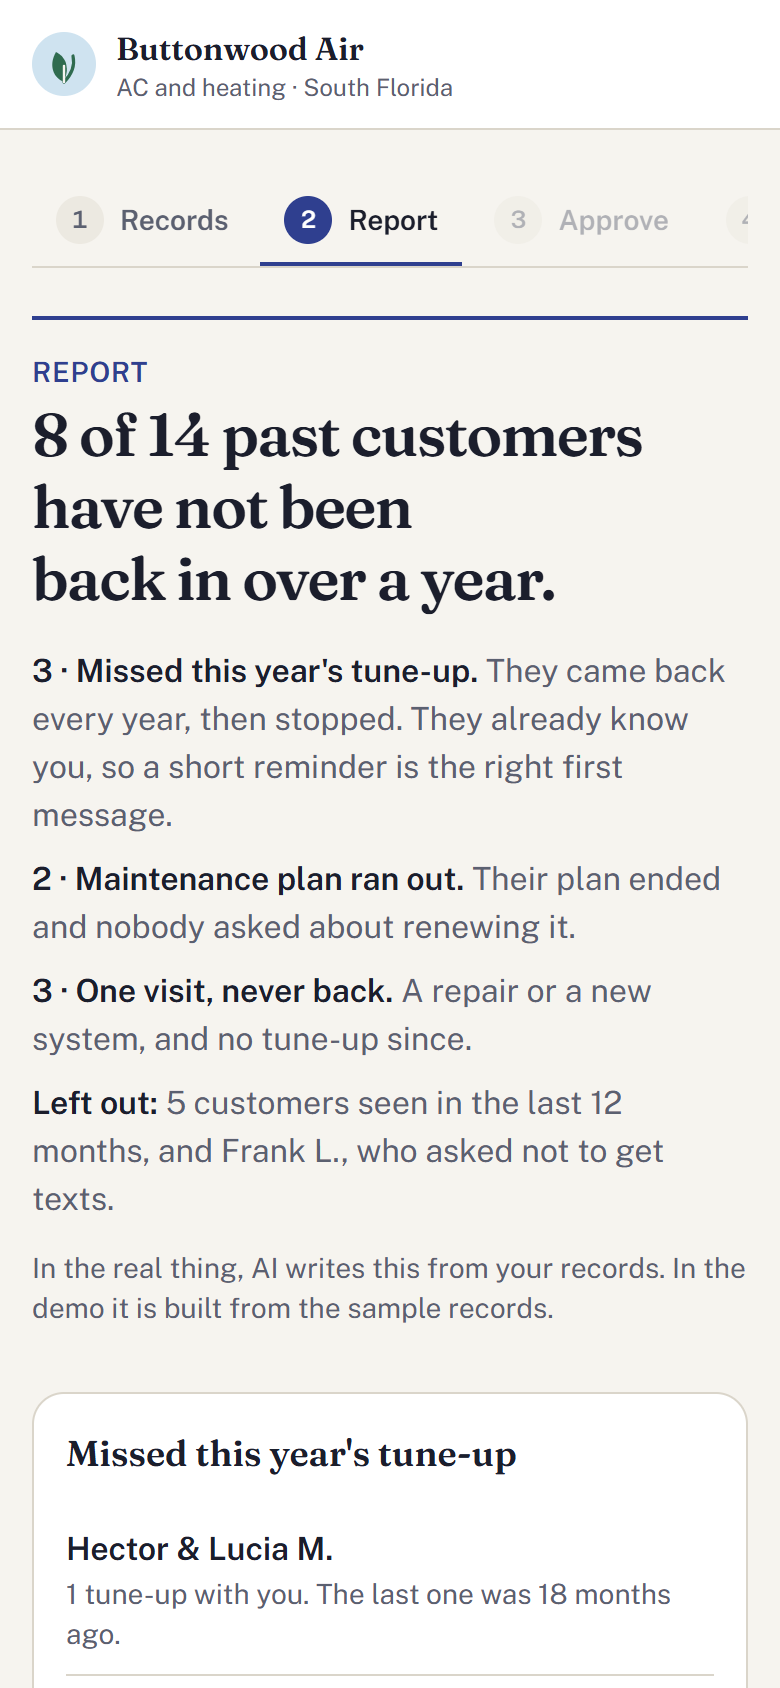 Buttonwood Air
AC and heating · South Florida
1 Records 2 Report 3 Approve 4
REPORT
8 of 14 past customers
have not been
back in over a year.
3 · Missed this year's tune-up. They came back
every year, then stopped. They already know
you, so a short reminder is the right first
message.
2 · Maintenance plan ran out. Their plan ended
and nobody asked about renewing it.
3 · One visit, never back. A repair or a new
system, and no tune-up since.
Left out: 5 customers seen in the last 12
months, and Frank L., who asked not to get
texts.
In the real thing, AI writes this from your records. In the
demo it is built from the sample records.
Missed this year's tune-up
Hector & Lucia M.
1 tune-up with you. The last one was 18 months
ago.